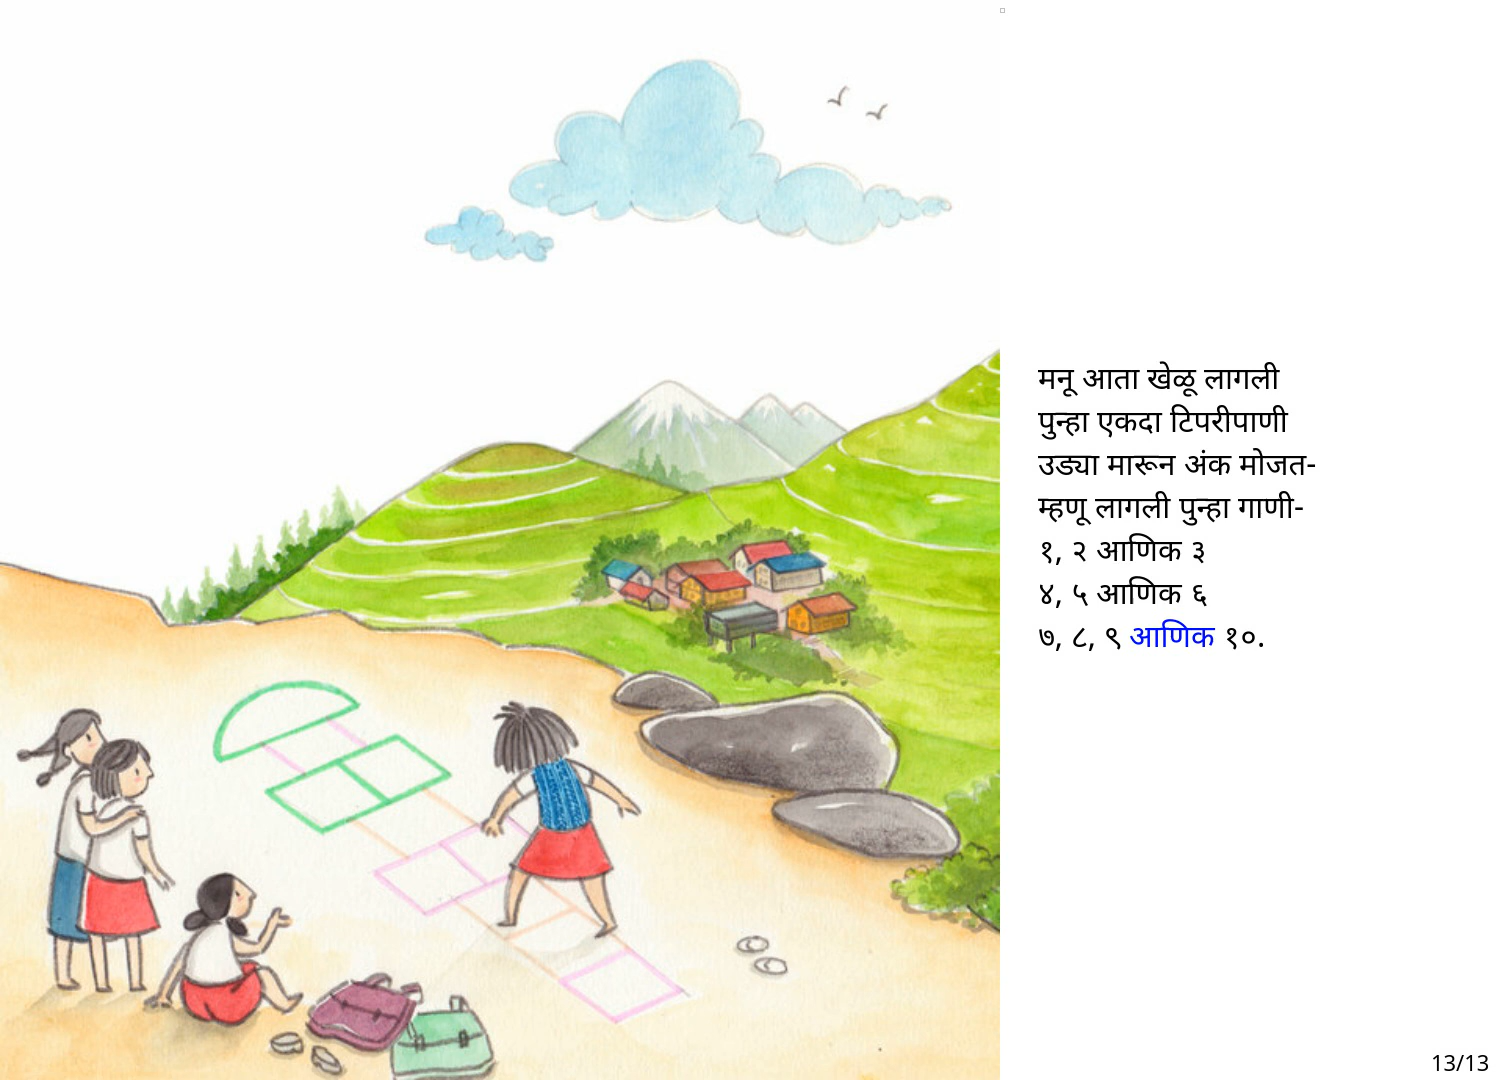 मनू आता खेळू लागली
पुन्हा एकदा टिपरीपाणी
उड्या मारून अंक मोजत-
म्हणू लागली पुन्हा गाणी-
१, २ आणिक ३
४, ५ आणिक ६
७, ८, ९ आणिक १०.
13/13